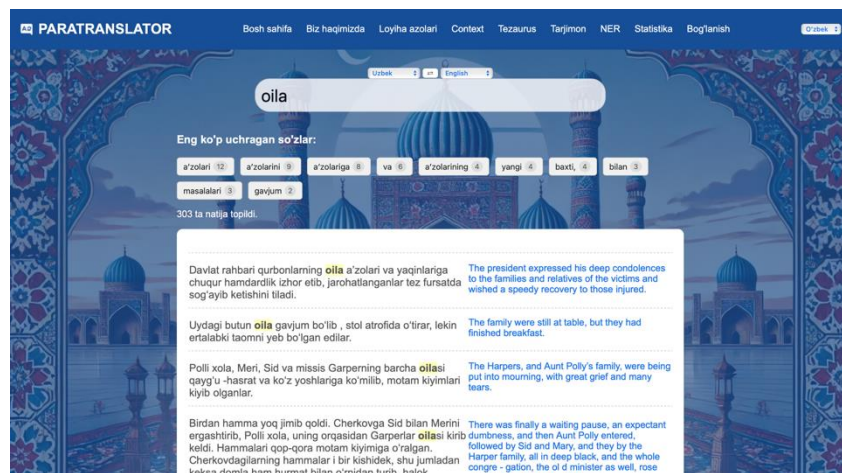 PARATRANSLATOR
Bosh sahifa Biz haqimizda Loyiha azolari Context Tezaurus Tarjimon NER Statistika Bog'lanish
O'zbek
Uzbek English
oila
Eng ko'p uchragan so'zlar:
a'zolari 12 a'zolarini 9 a'zolariga 8 va 6 a'zolarining 4 yangi 4 baxti, 4 bilan 3
masalalari 3 gavjum 2
303 ta natija topildi.
Davlat rahbari qurbonlarning oila a'zolari va yaqinlariga
chuqur hamdardlik izhor etib, jarohatlanganlar tez fursatda
sog'ayib ketishini tiladi.
The president expressed his deep condolences
to the families and relatives of the victims and
wished a speedy recovery to those injured.
Uydagi butun oila gavjum bo'lib , stol atrofida o'tirar, lekin
ertalabki taomni yeb bo'lgan edilar.
The family were still at table, but they had
finished breakfast.
Polli xola, Meri, Sid va missis Garperning barcha oilasi
qayg'u -hasrat va ko'z yoshlariga ko'milib, motam kiyimlari
kiyib olganlar.
The Harpers, and Aunt Polly's family, were being
put into mourning, with great grief and many
tears.
Birdan hamma yoq jimib qoldi. Cherkovga Sid bilan Merini
ergashtirib, Polli xola, uning orqasidan Garperlar oilasi kirib
keldi. Hammalari qop-qora motam kiyimiga o'ralgan.
Cherkovdagilarning hammalar i bir kishidek, shu jumladan
keksa domla ham hurmat bilan o'rnidan turib, halok
There was finally a waiting pause, an expectant
dumbness, and then Aunt Polly entered,
followed by Sid and Mary, and they by the
Harper family, all in deep black, and the whole
congre - gation, the ol d minister as well, rose